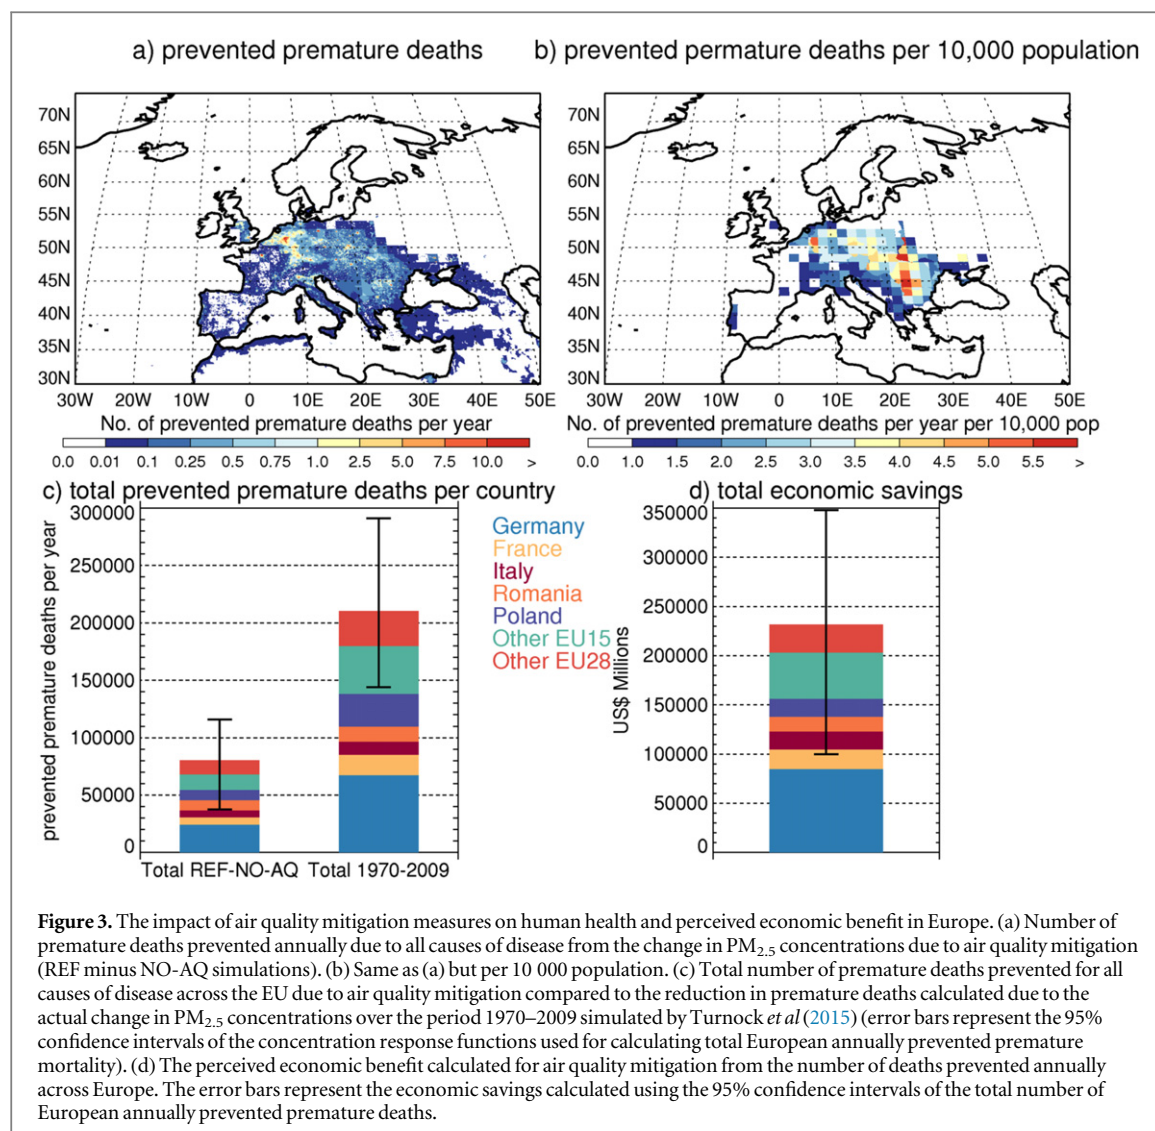 a) prevented premature deaths
b) prevented permature deaths per 10,000 population
70N
65N
60N
55N
50N
45N
40N
35N
30N
30W 20W 10W 0 10E 20E 30E 40E 50E
No. of prevented premature deaths per year
0.0 0.01 0.1 0.25 0.5 0.75 1.0 2.5 5.0 7.5 10.0 >
70N
65N
60N
55N
50N
45N
40N
35N
30N
30W 20W 10W 0 10E 20E 30E 40E 50E
No. of prevented premature deaths per year per 10,000 pop
0.0 1.0 1.5 2.0 2.5 3.0 3.5 4.0 4.5 5.0 5.5 >
c) total prevented premature deaths per country
prevented premature deaths per year
300000
250000
200000
150000
100000
50000
0
Total REF-NO-AQ Total 1970-2009
Germany
France
Italy
Romania
Poland
Other EU15
Other EU28
d) total economic savings
US$ Millions
350000
300000
250000
200000
150000
100000
50000
0
Figure 3. The impact of air quality mitigation measures on human health and perceived economic benefit in Europe. (a) Number of
premature deaths prevented annually due to all causes of disease from the change in PM2.5 concentrations due to air quality mitigation
(REF minus NO-AQ simulations). (b) Same as (a) but per 10 000 population. (c) Total number of premature deaths prevented for all
causes of disease across the EU due to air quality mitigation compared to the reduction in premature deaths calculated due to the
actual change in PM2.5 concentrations over the period 1970–2009 simulated by Turnock et al (2015) (error bars represent the 95%
confidence intervals of the concentration response functions used for calculating total European annually prevented premature
mortality). (d) The perceived economic benefit calculated for air quality mitigation from the number of deaths prevented annually
across Europe. The error bars represent the economic savings calculated using the 95% confidence intervals of the total number of
European annually prevented premature deaths.